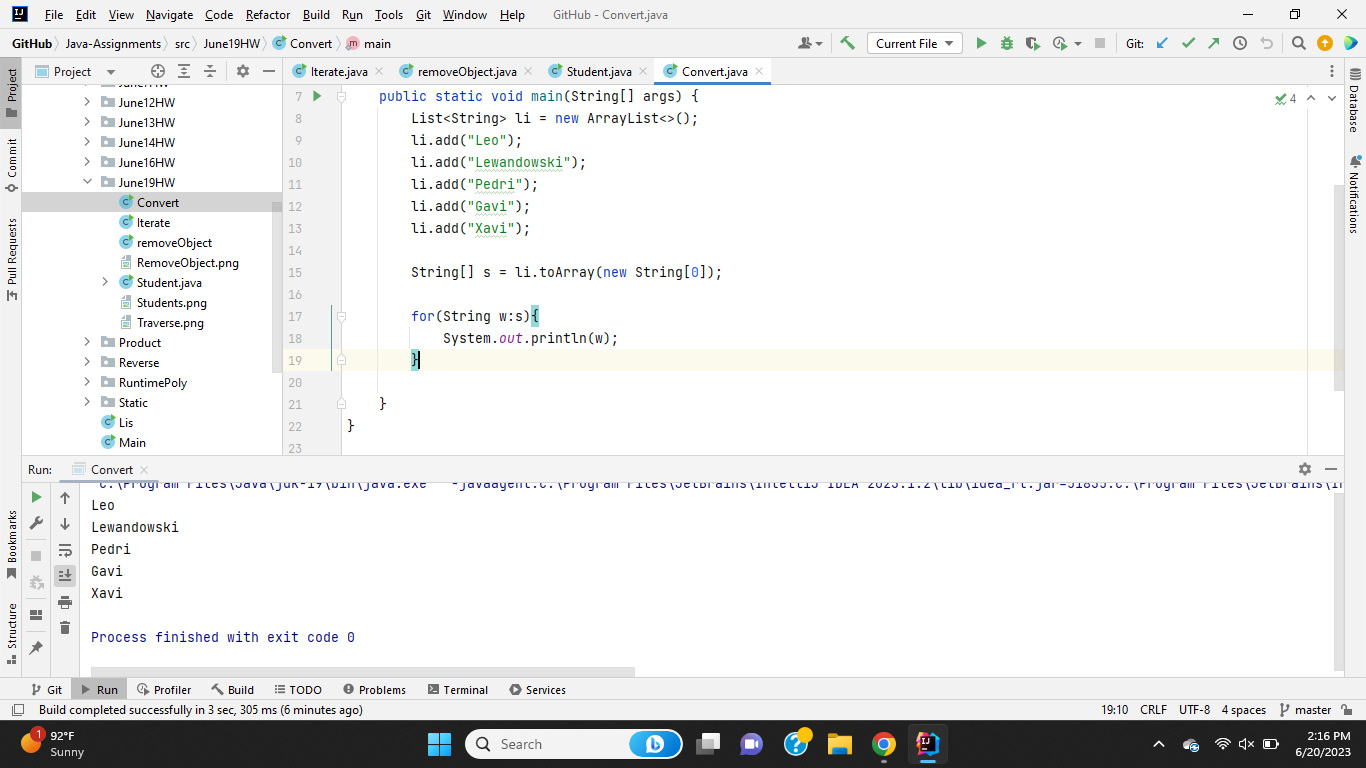 File Edit View Navigate Code Refactor Build Run Tools Git Window Help GitHub - Convert.java
GitHub Java-Assignments src June19HW Convert main Current File Git:
Project Iterate.java removeObject.java Student.java Convert.java
Project
Commit
Pull Requests
Bookmarks
Structure
Database
Notifications
June12HW
June13HW
June14HW
June16HW
June19HW
Convert
Iterate
removeObject
RemoveObject.png
Student.java
Students.png
Traverse.png
Product
Reverse
RuntimePoly
Static
Lis
Main
4
7 public static void main(String[] args) {
8 List<String> li = new ArrayList<>();
9 li.add("Leo");
10 li.add("Lewandowski");
11 li.add("Pedri");
12 li.add("Gavi");
13 li.add("Xavi");
14
15 String[] s = li.toArray(new String[0]);
16
17 for(String w:s){
18 System.out.println(w);
19 }
20
21 }
22 }
23
Run: Convert
Leo
Lewandowski
Pedri
Gavi
Xavi
Process finished with exit code 0
Git Run Profiler Build TODO Problems Terminal Services
Build completed successfully in 3 sec, 305 ms (6 minutes ago) 19:10 CRLF UTF-8 4 spaces master
1 92°F
Sunny
Search
2:16 PM
6/20/2023